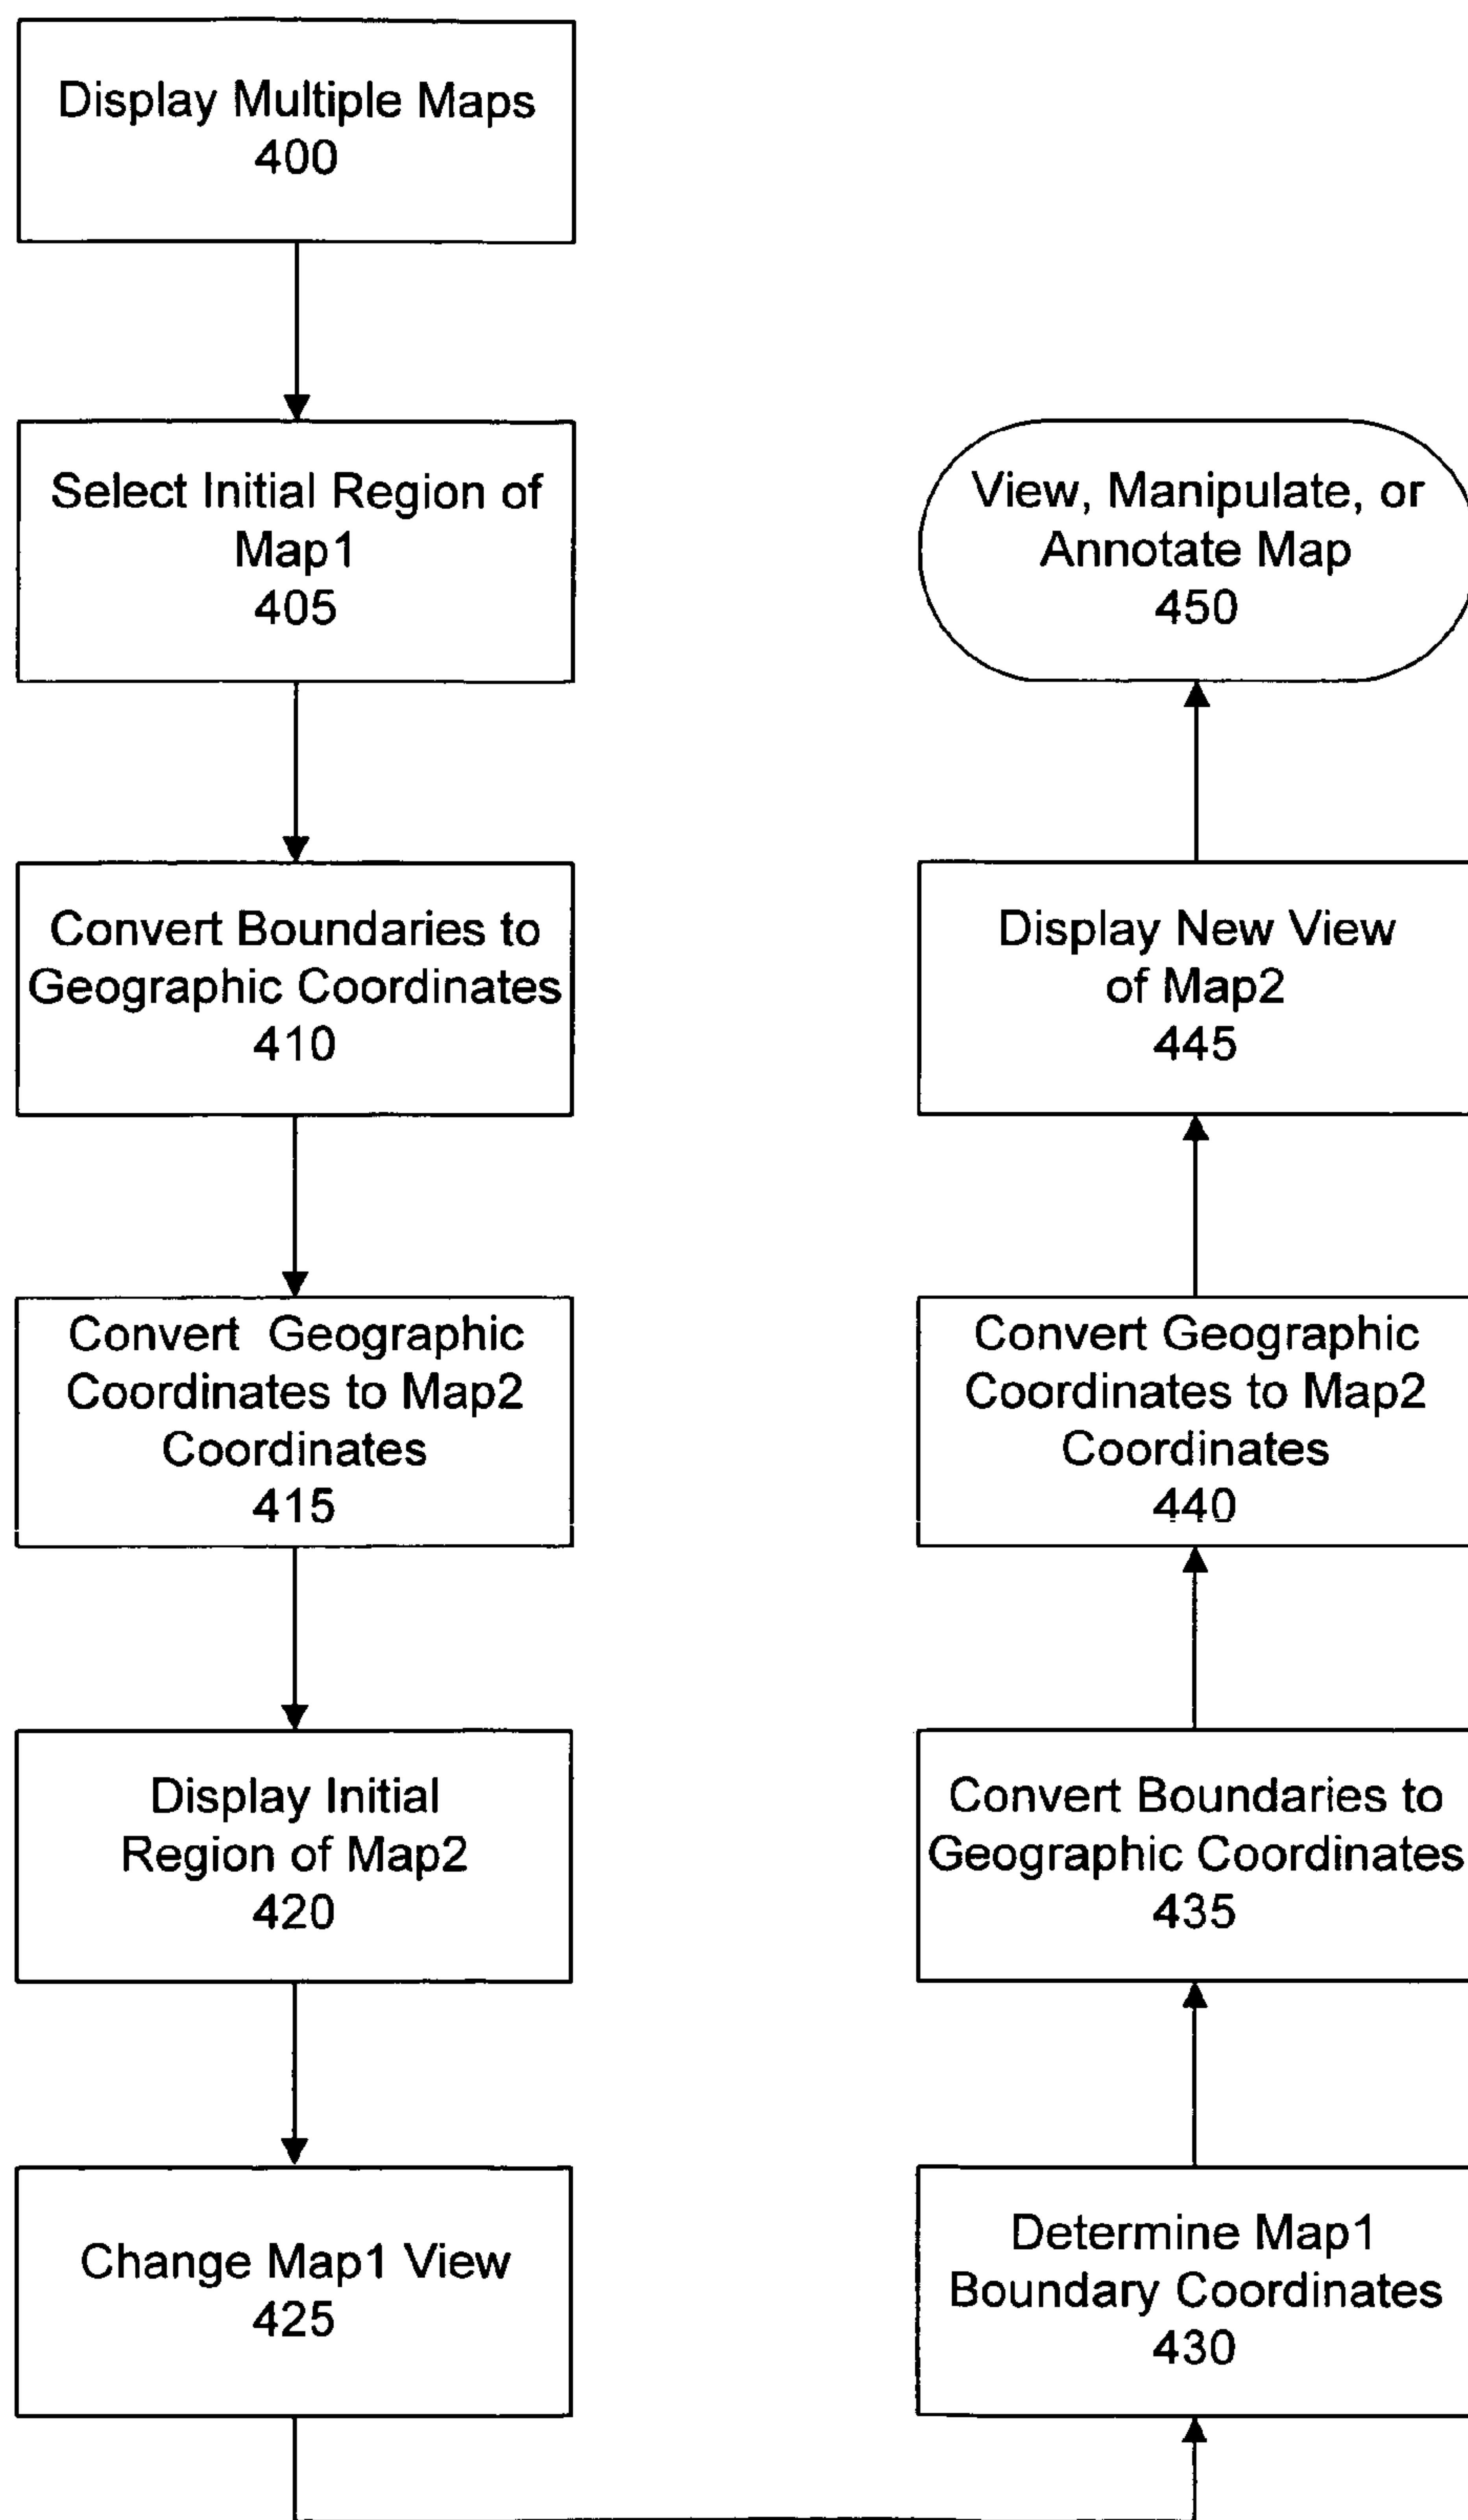 Display Multiple Maps
400
Select Initial Region of
Map1
405
Convert Boundaries to
Geographic Coordinates
410
Convert Geographic
Coordinates to Map2
Coordinates
415
Display Initial
Region of Map2
420
Change Map1 View
425
Determine Map1
Boundary Coordinates
430
Convert Boundaries to
Geographic Coordinates
435
Convert Geographic
Coordinates to Map2
Coordinates
440
Display New View
of Map2
445
View, Manipulate, or
Annotate Map
450